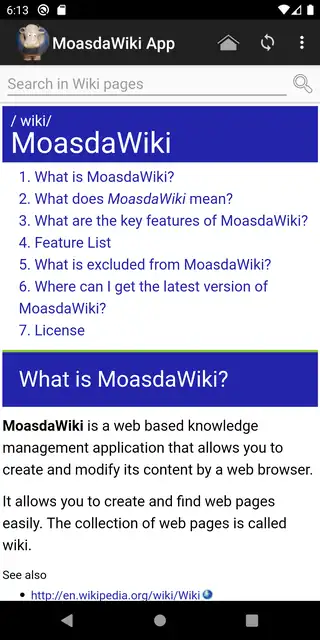 6:13
MoasdaWiki App
Search in Wiki pages
/ wiki/
MoasdaWiki
1. What is MoasdaWiki?
2. What does MoasdaWiki mean?
3. What are the key features of MoasdaWiki?
4. Feature List
5. What is excluded from MoasdaWiki?
6. Where can I get the latest version of
MoasdaWiki?
7. License
What is MoasdaWiki?
MoasdaWiki is a web based knowledge
management application that allows you to
create and modify its content by a web browser.
It allows you to create and find web pages
easily. The collection of web pages is called
wiki.
See also
• http://en.wikipedia.org/wiki/Wiki